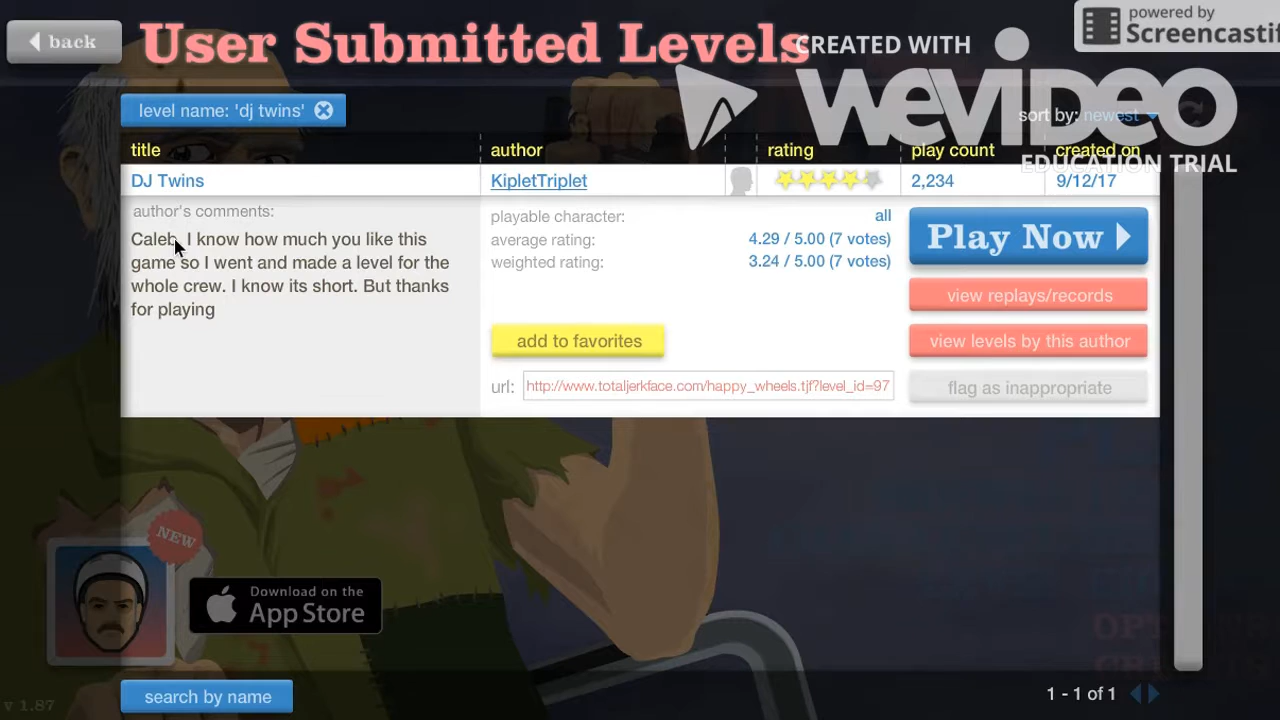 back
User Submitted Levels
CREATED WITH
WEVIDEO
EDUCATION TRIAL
powered by
Screencastif
level name: 'dj twins'
sort by: newest
title author rating play count created on
DJ Twins KipletTriplet 2,234 9/12/17
author's comments:
Caleb, I know how much you like this
game so I went and made a level for the
whole crew. I know its short. But thanks
for playing
playable character: all
average rating: 4.29 / 5.00 (7 votes)
weighted rating: 3.24 / 5.00 (7 votes)
add to favorites
url: http://www.totaljerkface.com/happy_wheels.tjf?level_id=97
Play Now
view replays/records
view levels by this author
flag as inappropriate
NEW
Download on the
App Store
v 1.87
search by name
1 - 1 of 1